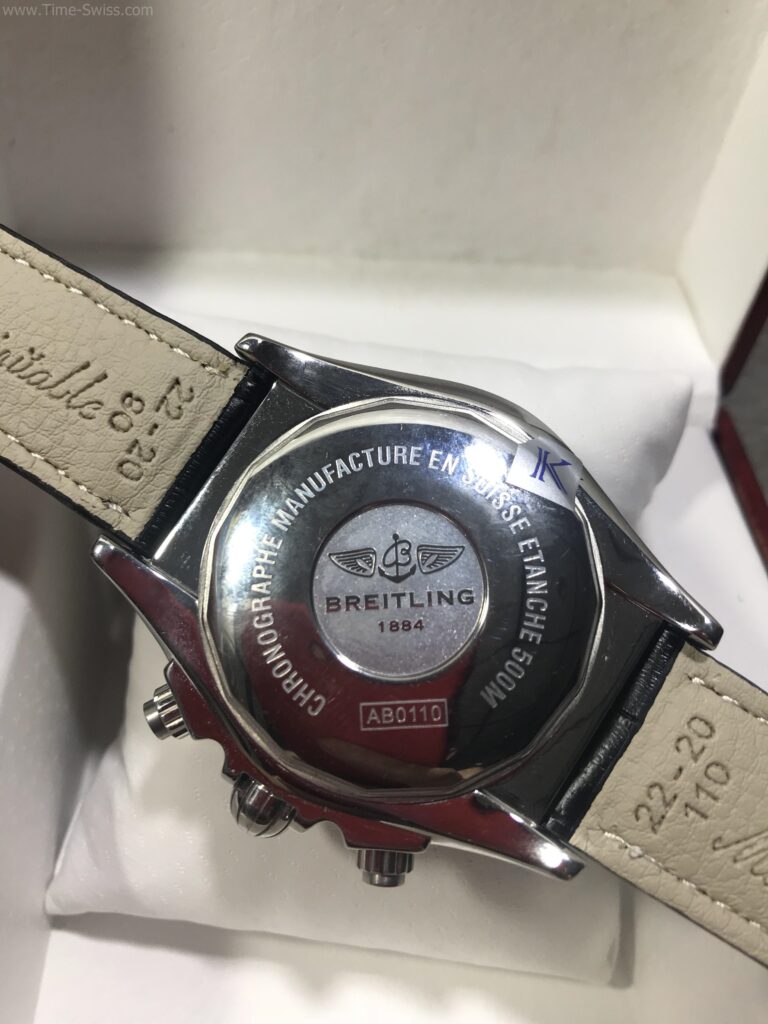 www.Time-Swiss.com
22-20
80
CHRONOGRAPHE MANUFACTURE EN SUISSE ETANCHE 500M
K
B
BREITLING
1884
AB0110
22-20
110